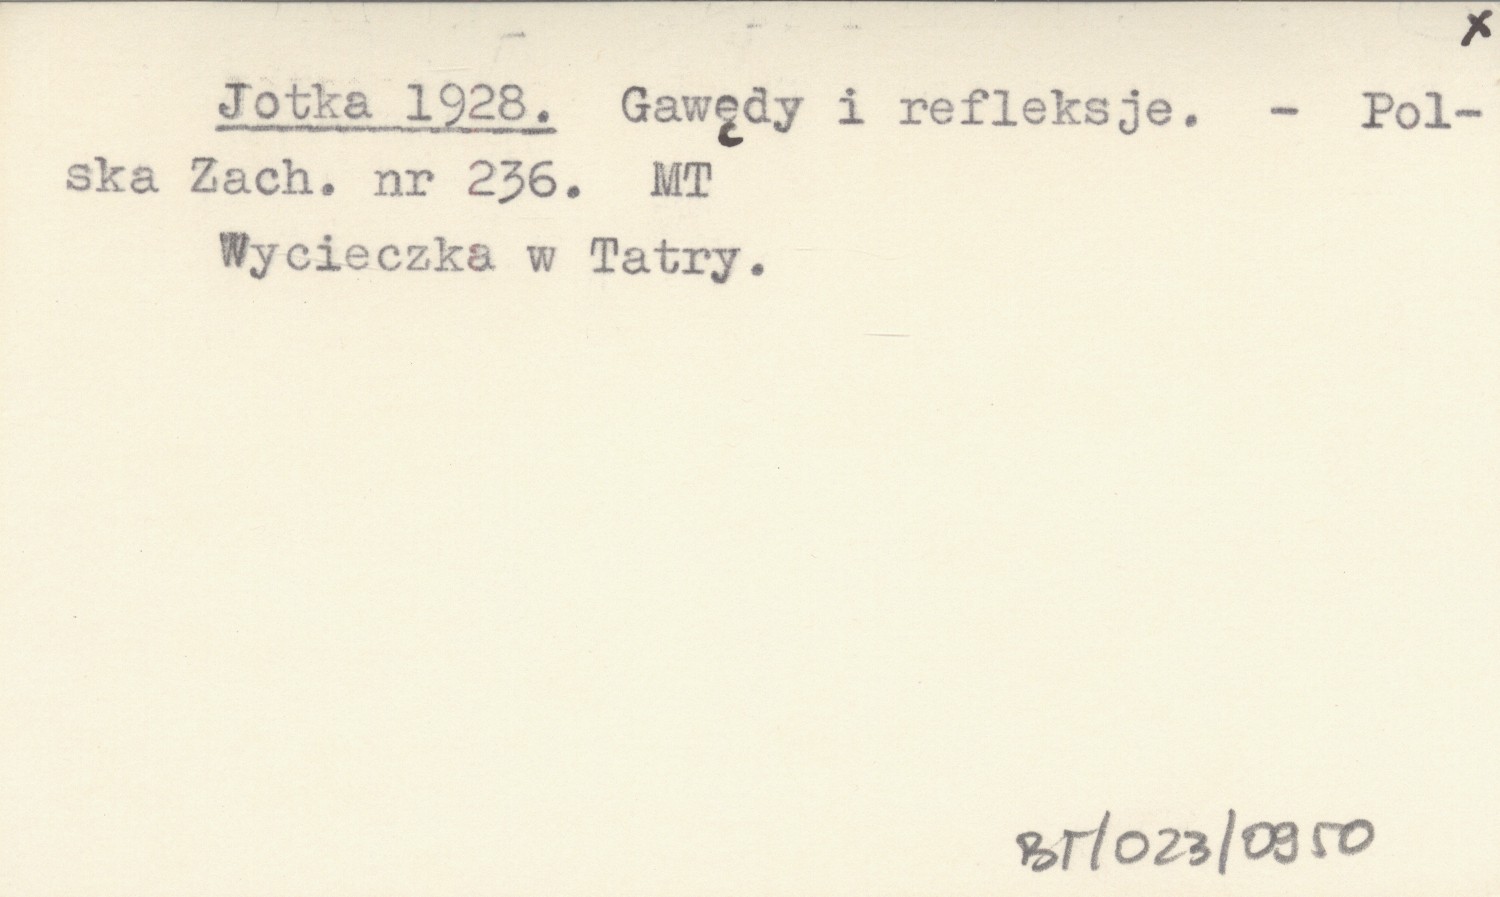 x
Jotka 1928. Gawędy i refleksje. - Pol-
ska Zach. nr 236. MT
Wycieczka w Tatry.
BT/023/0950